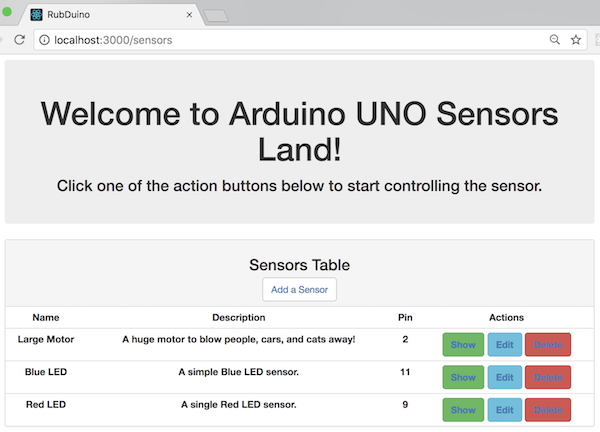 RubDuino
localhost:3000/sensors
Welcome to Arduino UNO Sensors
Land!
Click one of the action buttons below to start controlling the sensor.
Sensors Table
Add a Sensor
Name Description Pin Actions
Large Motor A huge motor to blow people, cars, and cats away! 2 Show Edit Delete
Blue LED A simple Blue LED sensor. 11 Show Edit Delete
Red LED A single Red LED sensor. 9 Show Edit Delete